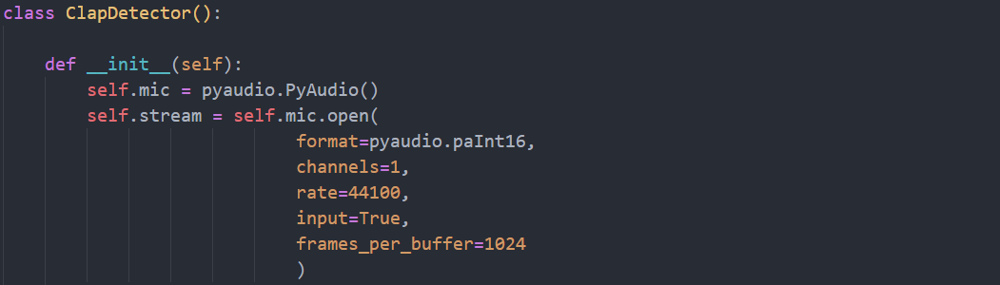 class ClapDetector():
    def __init__(self):
        self.mic = pyaudio.PyAudio()
        self.stream = self.mic.open(
                            format=pyaudio.paInt16,
                            channels=1,
                            rate=44100,
                            input=True,
                            frames_per_buffer=1024
                            )